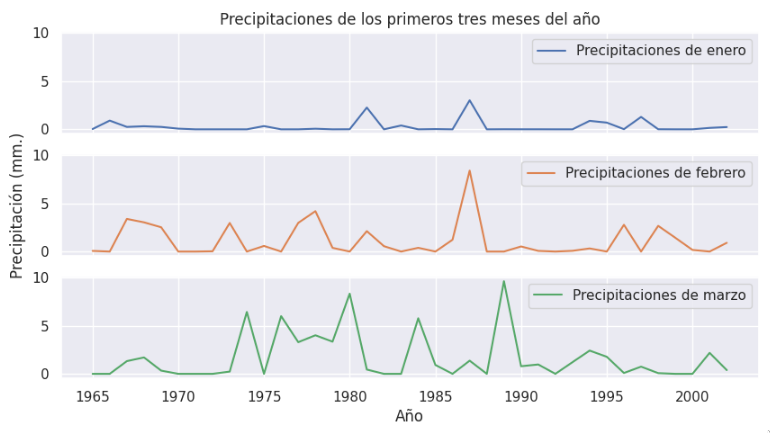 Precipitaciones de los primeros tres meses del año
10
5
0
Precipitaciones de enero
Precipitación (mm.)
10
5
0
Precipitaciones de febrero
10
5
0
Precipitaciones de marzo
1965 1970 1975 1980 1985 1990 1995 2000
Año